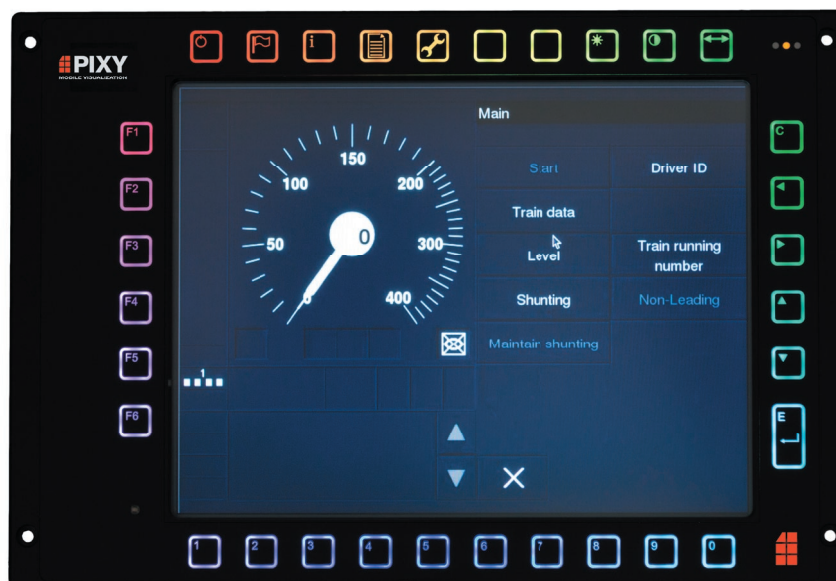 PIXY
MOBILE VISUALIZATION
i
F1
F2
F3
F4
F5
F6
C
E
Main
Start
Driver ID
Train data
Level
Train running
number
Shunting
Non-Leading
Maintain shunting
150
100
200
50
0
300
0
400
1
1 2 3 4 5 6 7 8 9 0